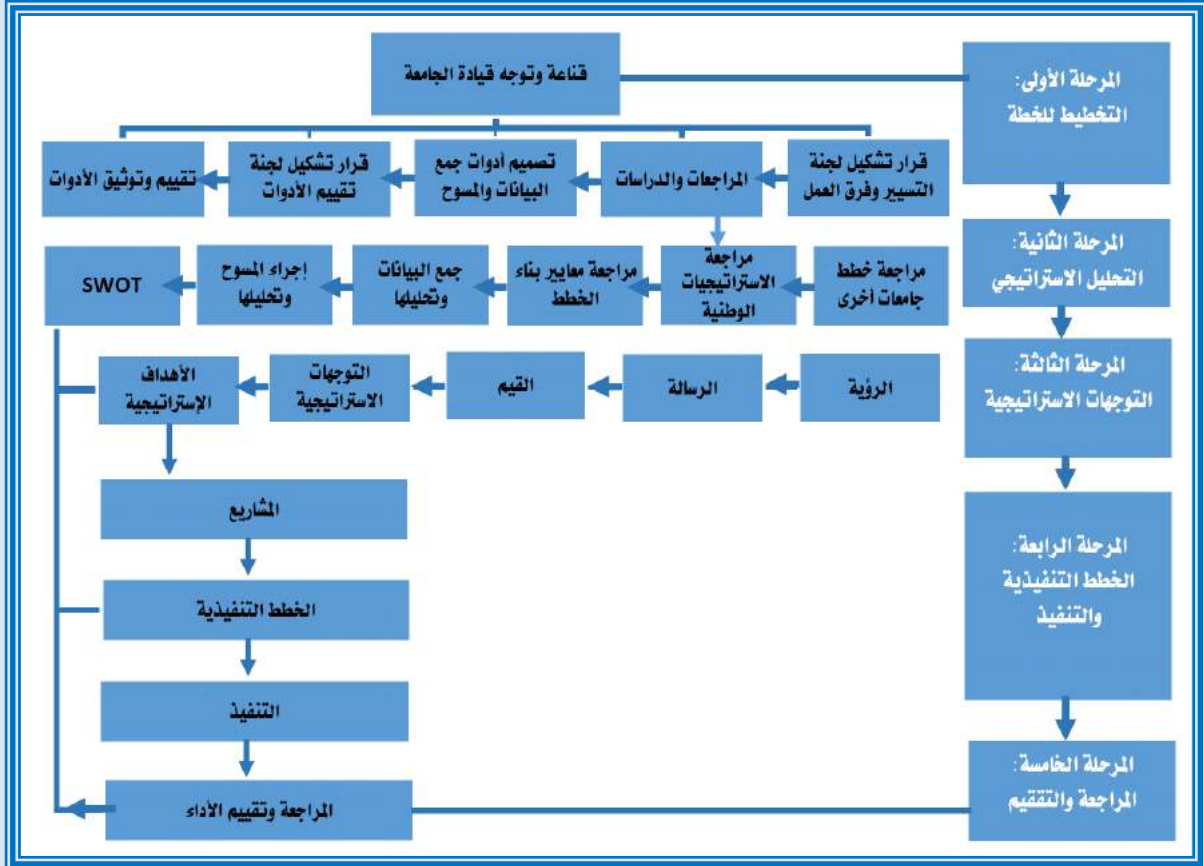 قناعة وتوجه قيادة الجامعة
المرحلة الأولى:
التخطيط للخطة
قرار تشكيل لجنة
التسيير وفرق العمل
المراجعات والدراسات
تصميم أدوات جمع
البيانات والمسوح
قرار تشكيل لجنة
تقييم الأدوات
تقييم وتوثيق الأدوات
المرحلة الثانية:
التحليل الاستراتيجي
مراجعة خطط
جامعات أخرى
مراجعة
الاستراتيجيات
الوطنية
مراجعة معايير بناء
الخطط
جمع البيانات
وتحليلها
إجراء المسوح
وتحليلها
SWOT
المرحلة الثالثة:
التوجهات الاستراتيجية
الرؤية
الرسالة
القيم
التوجهات
الاستراتيجية
الأهداف
الإستراتيجية
المرحلة الرابعة:
الخطط التنفيذية
والتنفيذ
المشاريع
الخطط التنفيذية
التنفيذ
المرحلة الخامسة:
المراجعة والتققيم
المراجعة وتقييم الأداء